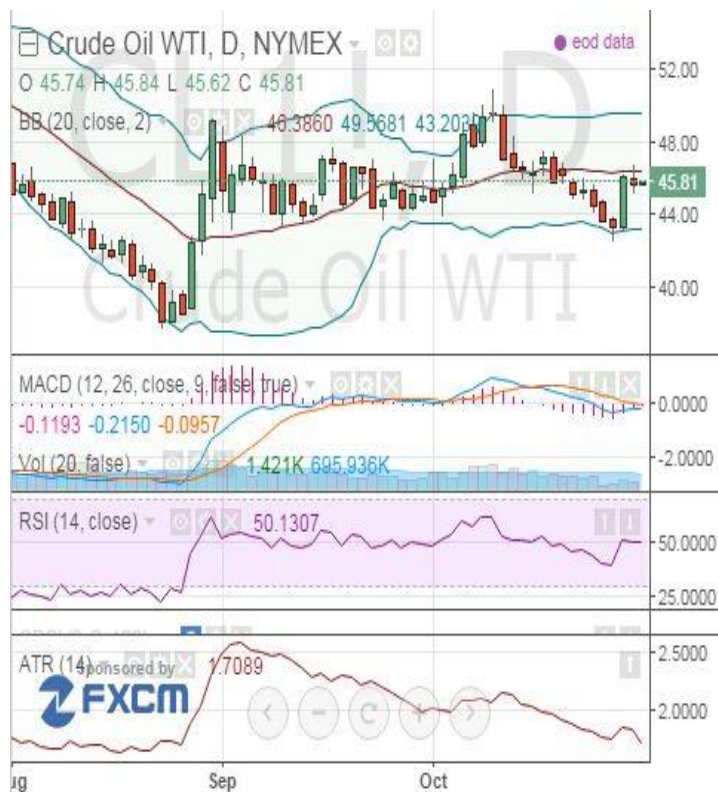 Crude Oil WTI, D, NYMEX
eod data
O 45.74 H 45.84 L 45.62 C 45.81
BB (20, close, 2) 46.3860 49.5681
52.00
48.00
45.81
44.00
40.00
Crude Oil WTI
MACD (12, 26, close, 9, false, true)
-0.1193 -0.2150 -0.0957
0.0000
Vol (20, false) 1.421K 695.936K
-2.0000
RSI (14, close) 50.1307
50.0000
25.0000
ATR (14) 1.7089
Sponsored by
FXCM
2.5000
2.0000
ug Sep Oct